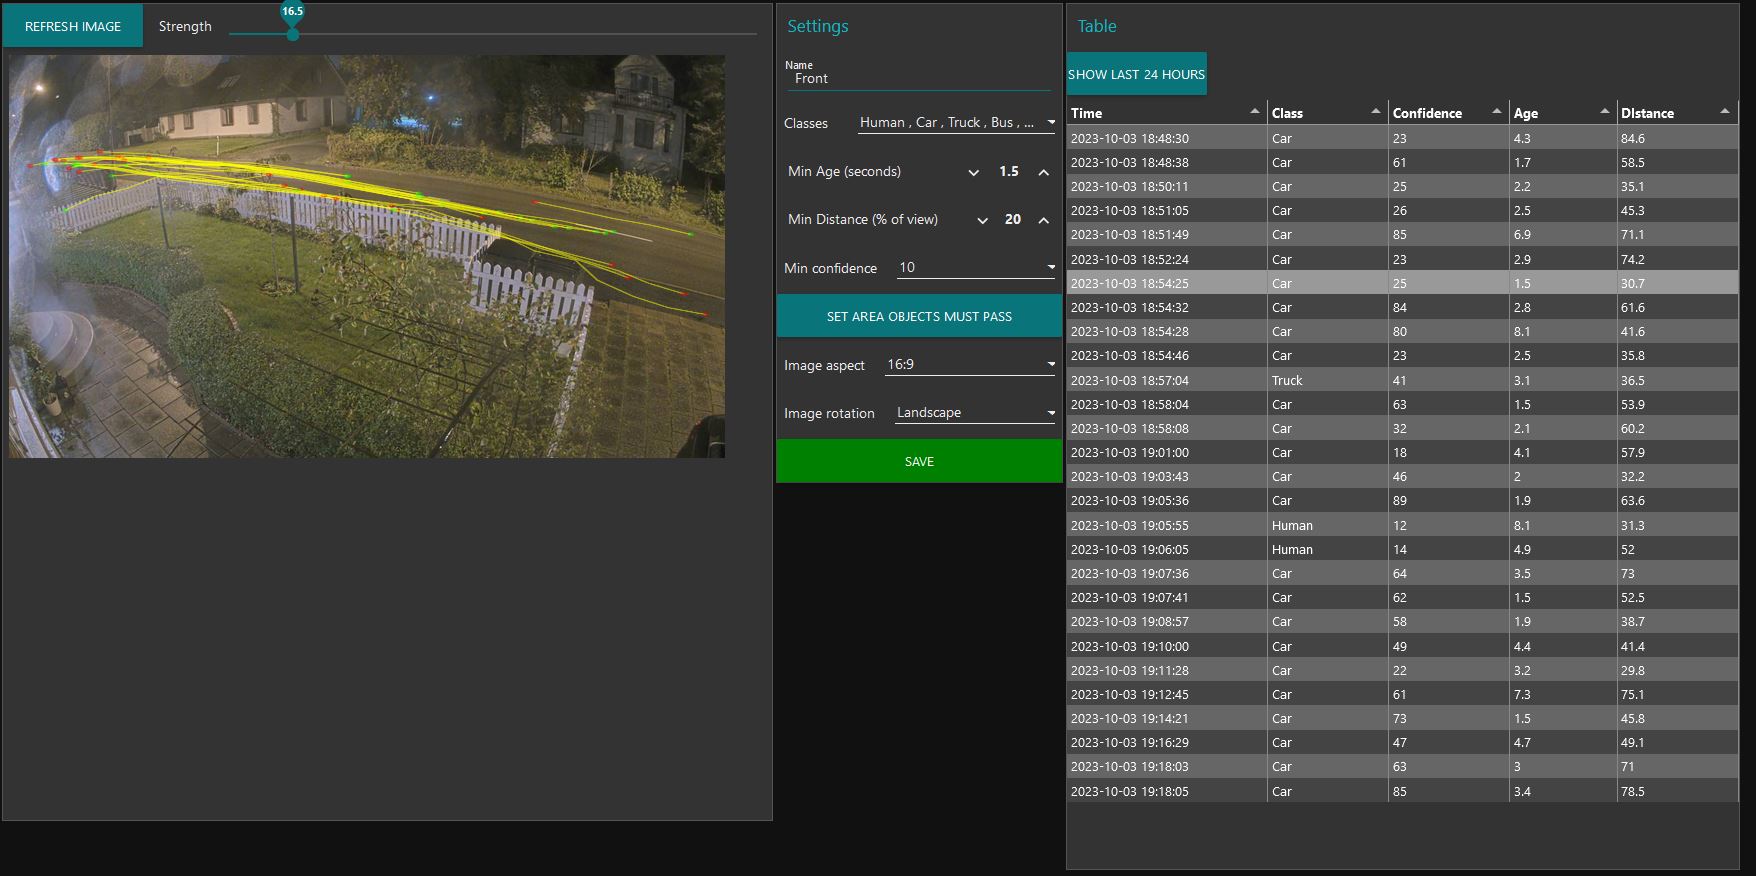 REFRESH IMAGE
Strength
16.5
Settings
Name
Front
Classes Human , Car , Truck , Bus , ...
Min Age (seconds) 1.5
Min Distance (% of view) 20
Min confidence 10
SET AREA OBJECTS MUST PASS
Image aspect 16:9
Image rotation Landscape
SAVE
Table
SHOW LAST 24 HOURS
Time Class Confidence Age DIstance
2023-10-03 18:48:30 Car 23 4.3 84.6
2023-10-03 18:48:38 Car 61 1.7 58.5
2023-10-03 18:50:11 Car 25 2.2 35.1
2023-10-03 18:51:05 Car 26 2.5 45.3
2023-10-03 18:51:49 Car 85 6.9 71.1
2023-10-03 18:52:24 Car 23 2.9 74.2
2023-10-03 18:54:25 Car 25 1.5 30.7
2023-10-03 18:54:32 Car 84 2.8 61.6
2023-10-03 18:54:28 Car 80 8.1 41.6
2023-10-03 18:54:46 Car 23 2.5 35.8
2023-10-03 18:57:04 Truck 41 3.1 36.5
2023-10-03 18:58:04 Car 63 1.5 53.9
2023-10-03 18:58:08 Car 32 2.1 60.2
2023-10-03 19:01:00 Car 18 4.1 57.9
2023-10-03 19:03:43 Car 46 2 32.2
2023-10-03 19:05:36 Car 89 1.9 63.6
2023-10-03 19:05:55 Human 12 8.1 31.3
2023-10-03 19:06:05 Human 14 4.9 52
2023-10-03 19:07:36 Car 64 3.5 73
2023-10-03 19:07:41 Car 62 1.5 52.5
2023-10-03 19:08:57 Car 58 1.9 38.7
2023-10-03 19:10:00 Car 49 4.4 41.4
2023-10-03 19:11:28 Car 22 3.2 29.8
2023-10-03 19:12:45 Car 61 7.3 75.1
2023-10-03 19:14:21 Car 73 1.5 45.8
2023-10-03 19:16:29 Car 47 4.7 49.1
2023-10-03 19:18:03 Car 63 3 71
2023-10-03 19:18:05 Car 85 3.4 78.5